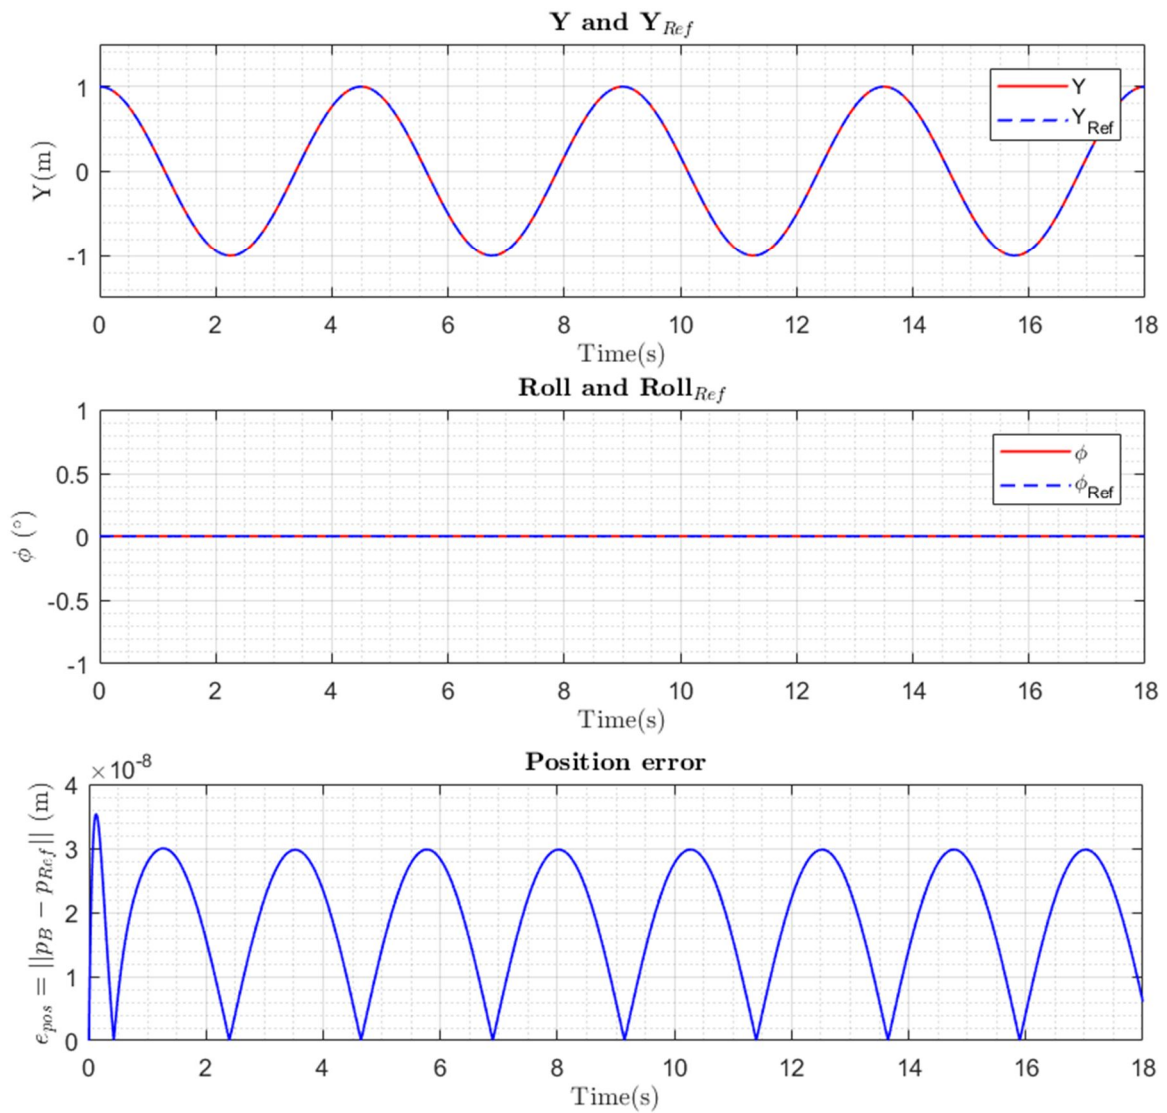 Y and Y_Ref
Y(m)
1
0
-1
Y
Y_Ref
0 2 4 6 8 10 12 14 16 18
Time(s)
Roll and Roll_Ref
ϕ (°)
1
0.5
0
-0.5
-1
ϕ
ϕ_Ref
0 2 4 6 8 10 12 14 16 18
Time(s)
Position error
×10^-8
e_pos = ||p_B − p_Ref|| (m)
4
3
2
1
0
0 2 4 6 8 10 12 14 16 18
Time(s)